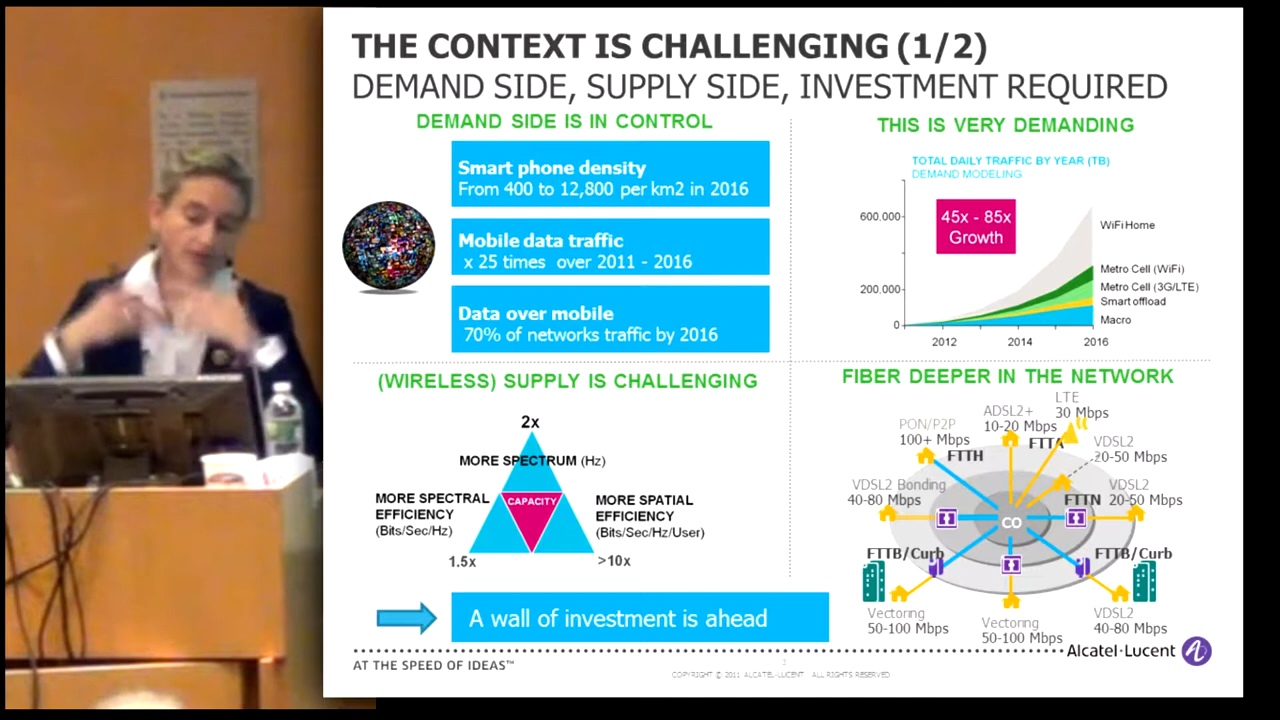 THE CONTEXT IS CHALLENGING (1/2)
DEMAND SIDE, SUPPLY SIDE, INVESTMENT REQUIRED
DEMAND SIDE IS IN CONTROL
Smart phone density
From 400 to 12,800 per km2 in 2016
Mobile data traffic
x 25 times over 2011 - 2016
Data over mobile
70% of networks traffic by 2016
THIS IS VERY DEMANDING
TOTAL DAILY TRAFFIC BY YEAR (TB)
DEMAND MODELING
45x - 85x
Growth
600.000
200.000
0
2012
2014
2016
WiFi Home
Metro Cell (WiFi)
Metro Cell (3G/LTE)
Smart offload
Macro
(WIRELESS) SUPPLY IS CHALLENGING
2x
MORE SPECTRUM (Hz)
MORE SPECTRAL
EFFICIENCY
(Bits/Sec/Hz)
CAPACITY
MORE SPATIAL
EFFICIENCY
(Bits/Sec/Hz/User)
1.5x
>10x
A wall of investment is ahead
FIBER DEEPER IN THE NETWORK
LTE
30 Mbps
ADSL2+
10-20 Mbps
PON/P2P
100+ Mbps
FTTA
FTTH
VDSL2
20-50 Mbps
VDSL2 Bonding
40-80 Mbps
VDSL2
20-50 Mbps
FTTN
CO
FTTB/Curb
FTTB/Curb
Vectoring
50-100 Mbps
Vectoring
50-100 Mbps
VDSL2
40-80 Mbps
AT THE SPEED OF IDEAS™
COPYRIGHT © 2011 ALCATEL-LUCENT. ALL RIGHTS RESERVED.
Alcatel·Lucent